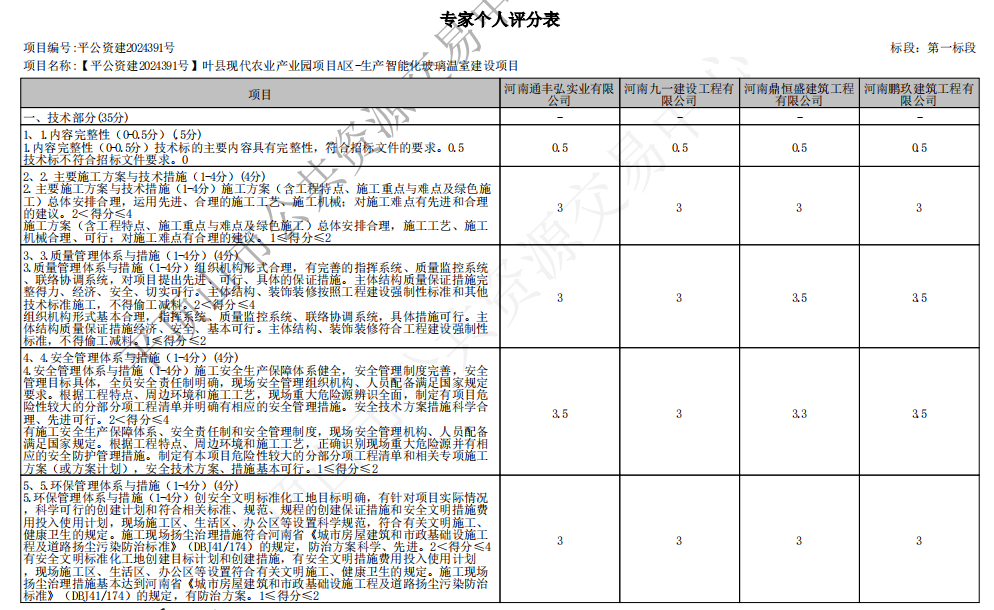 专家个人评分表
项目编号:平公资建2024391号
标段：第一标段
项目名称:【平公资建2024391号】叶县现代农业产业园项目A区-生产智能化玻璃温室建设项目
项目
河南通丰弘实业有限公司
河南九一建设工程有限公司
河南鼎恒盛建筑工程有限公司
河南鹏玖建筑工程有限公司
一、技术部分(35分)
-
-
-
-
1、1.内容完整性（0-0.5分）(.5分)
1.内容完整性（0-0.5分）技术标的主要内容具有完整性，符合招标文件的要求。0.5
技术标不符合招标文件要求。0
0.5
0.5
0.5
0.5
2、2.主要施工方案与技术措施（1-4分）(4分)
2.主要施工方案与技术措施（1-4分）施工方案（含工程特点、施工重点与难点及绿色施
工）总体安排合理，运用先进、合理的施工工艺、施工机械；对施工难点有先进和合理
的建议。2＜得分≤4
施工方案（含工程特点、施工重点与难点及绿色施工）总体安排合理，施工工艺、施工
机械合理、可行；对施工难点有合理的建议。1≤得分≤2
3
3
3
3
3、3.质量管理体系与措施（1-4分）(4分)
3.质量管理体系与措施（1-4分）组织机构形式合理，有完善的指挥系统、质量监控系统
、联络协调系统，对项目提出先进、可行、具体的保证措施。主体结构质量保证措施完
整得力、经济、安全、切实可行。主体结构、装饰装修按照工程建设强制性标准和其他
技术标准施工，不得偷工减料。2＜得分≤4
组织机构形式基本合理，指挥系统、质量监控系统、联络协调系统，具体措施可行。主
体结构质量保证措施经济、安全、基本可行。主体结构、装饰装修符合工程建设强制性
标准，不得偷工减料。1≤得分≤2
3
3
3.5
3.5
4、4.安全管理体系与措施（1-4分）(4分)
4.安全管理体系与措施（1-4分）施工安全生产保障体系健全，安全管理制度完善，安全
管理目标具体，全员安全责任制明确，现场安全管理组织机构、人员配备满足国家规定
要求。根据工程特点、周边环境和施工工艺，现场重大危险源辨识全面，制定有项目危
险性较大的分部分项工程清单并明确有相应的安全管理措施。安全技术方案措施科学合
理、先进可行。2＜得分≤4
有施工安全生产保障体系、安全责任制和安全管理制度，现场安全管理机构、人员配备
满足国家规定。根据工程特点、周边环境和施工工艺，正确识别现场重大危险源并有相
应的安全防护管理措施。制定有本项目危险性较大的分部分项工程清单和相关专项施工
方案（或方案计划），安全技术方案、措施基本可行。1≤得分≤2
3.5
3
3.3
3.5
5、5.环保管理体系与措施（1-4分）(4分)
5.环保管理体系与措施（1-4分）创安全文明标准化工地目标明确，有针对项目实际情况
，科学可行的创建计划和符合相关标准、规范、规程的创建保证措施和安全文明措施费
用投入使用计划，现场施工区、生活区、办公区等设置科学规范，符合有关文明施工、
健康卫生的规定。施工现场扬尘治理措施符合河南省《城市房屋建筑和市政基础设施工
程及道路扬尘污染防治标准》（DBJ41/174）的规定，防治方案科学、先进。2＜得分≤4
有安全文明标准化工地创建目标计划和创建措施，有安全文明措施费用投入使用计划
，现场施工区、生活区、办公区等设置符合有关文明施工、健康卫生的规定。施工现场
扬尘治理措施基本达到河南省《城市房屋建筑和市政基础设施工程及道路扬尘污染防治
标准》（DBJ41/174）的规定，有防治方案。1≤得分≤2
3
3
3
3